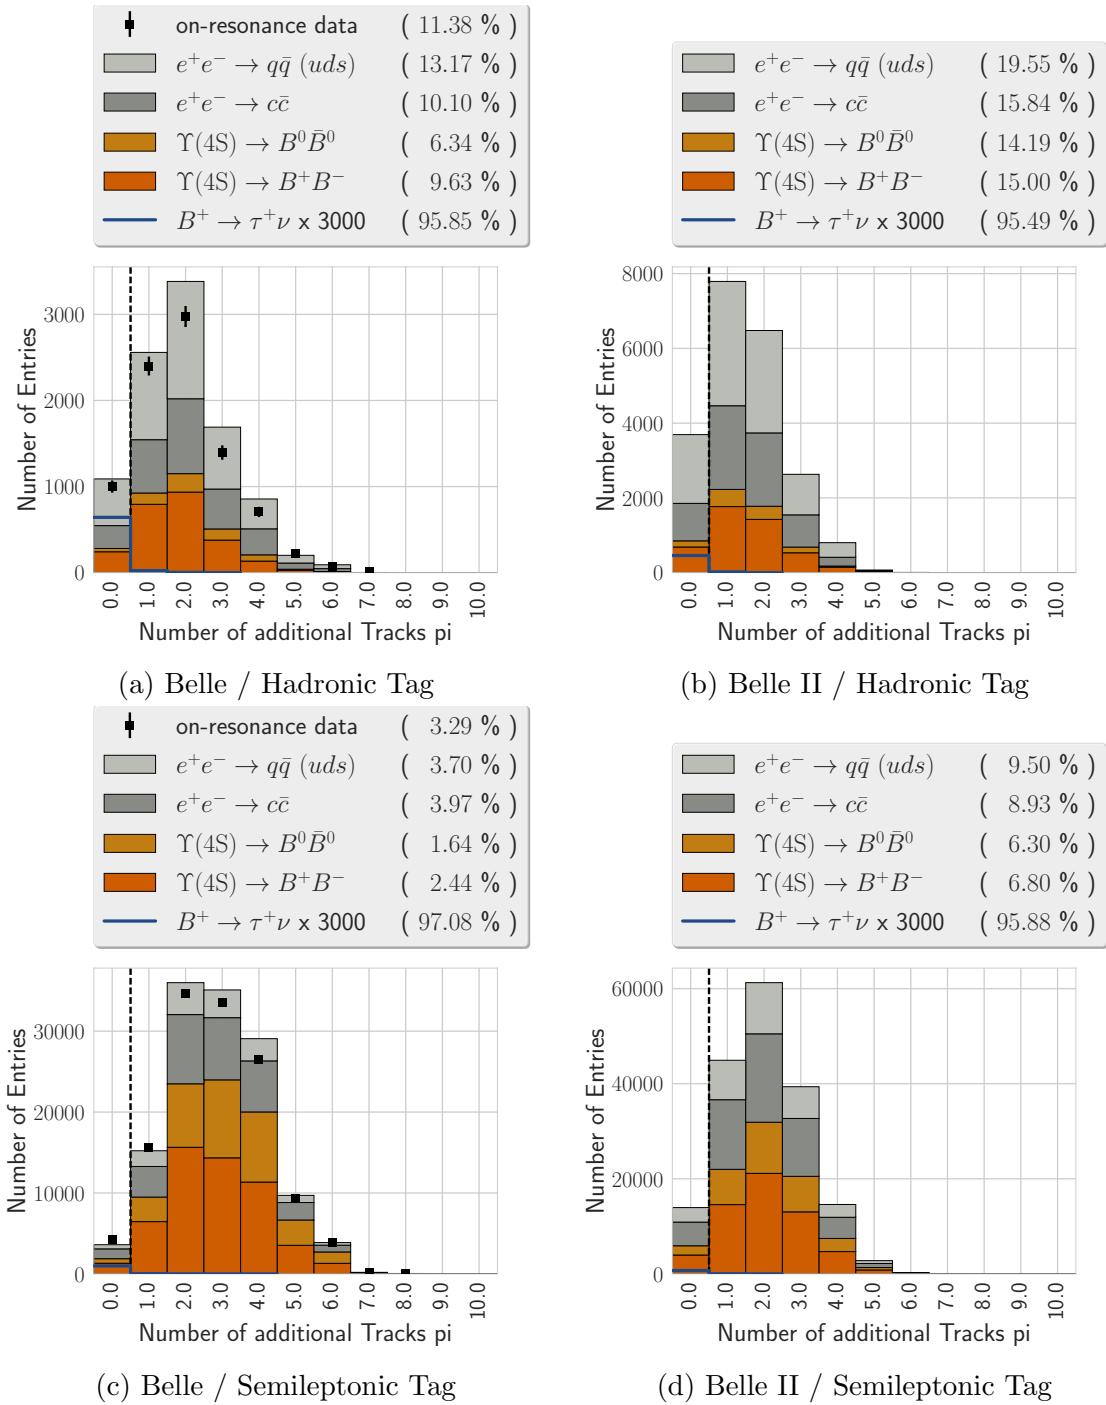 on-resonance data ( 11.38 % )
e⁺e⁻ → qq̄ (uds) ( 13.17 % )
e⁺e⁻ → cc̄ ( 10.10 % )
Υ(4S) → B⁰B̄⁰ ( 6.34 % )
Υ(4S) → B⁺B⁻ ( 9.63 % )
B⁺ → τ⁺ν x 3000 ( 95.85 % )
Number of Entries
3000
2000
1000
0
0.0 1.0 2.0 3.0 4.0 5.0 6.0 7.0 8.0 9.0 10.0
Number of additional Tracks pi
(a) Belle / Hadronic Tag
e⁺e⁻ → qq̄ (uds) ( 19.55 % )
e⁺e⁻ → cc̄ ( 15.84 % )
Υ(4S) → B⁰B̄⁰ ( 14.19 % )
Υ(4S) → B⁺B⁻ ( 15.00 % )
B⁺ → τ⁺ν x 3000 ( 95.49 % )
Number of Entries
8000
6000
4000
2000
0
0.0 1.0 2.0 3.0 4.0 5.0 6.0 7.0 8.0 9.0 10.0
Number of additional Tracks pi
(b) Belle II / Hadronic Tag
on-resonance data ( 3.29 % )
e⁺e⁻ → qq̄ (uds) ( 3.70 % )
e⁺e⁻ → cc̄ ( 3.97 % )
Υ(4S) → B⁰B̄⁰ ( 1.64 % )
Υ(4S) → B⁺B⁻ ( 2.44 % )
B⁺ → τ⁺ν x 3000 ( 97.08 % )
Number of Entries
30000
20000
10000
0
0.0 1.0 2.0 3.0 4.0 5.0 6.0 7.0 8.0 9.0 10.0
Number of additional Tracks pi
(c) Belle / Semileptonic Tag
e⁺e⁻ → qq̄ (uds) ( 9.50 % )
e⁺e⁻ → cc̄ ( 8.93 % )
Υ(4S) → B⁰B̄⁰ ( 6.30 % )
Υ(4S) → B⁺B⁻ ( 6.80 % )
B⁺ → τ⁺ν x 3000 ( 95.88 % )
Number of Entries
60000
40000
20000
0
0.0 1.0 2.0 3.0 4.0 5.0 6.0 7.0 8.0 9.0 10.0
Number of additional Tracks pi
(d) Belle II / Semileptonic Tag